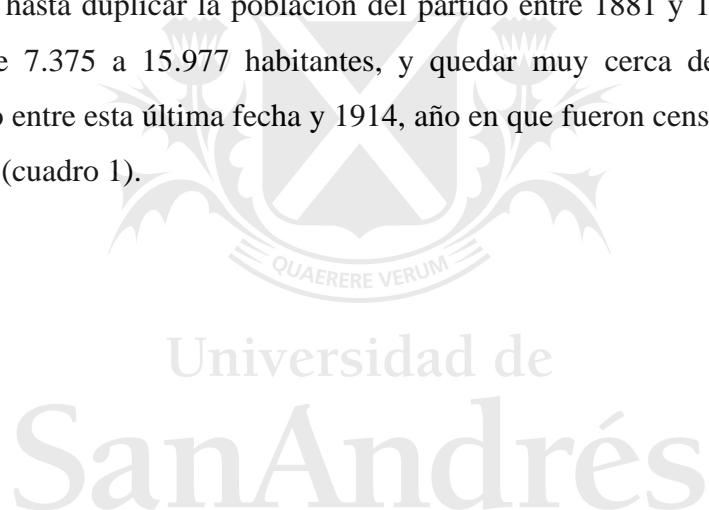 hasta duplicar la población del partido entre 1881 y 1
7.375 a 15.977 habitantes, y quedar muy cerca de
entre esta última fecha y 1914, año en que fueron cens
(cuadro 1).
QUAERERE VERUM
Universidad de
SanAndrés